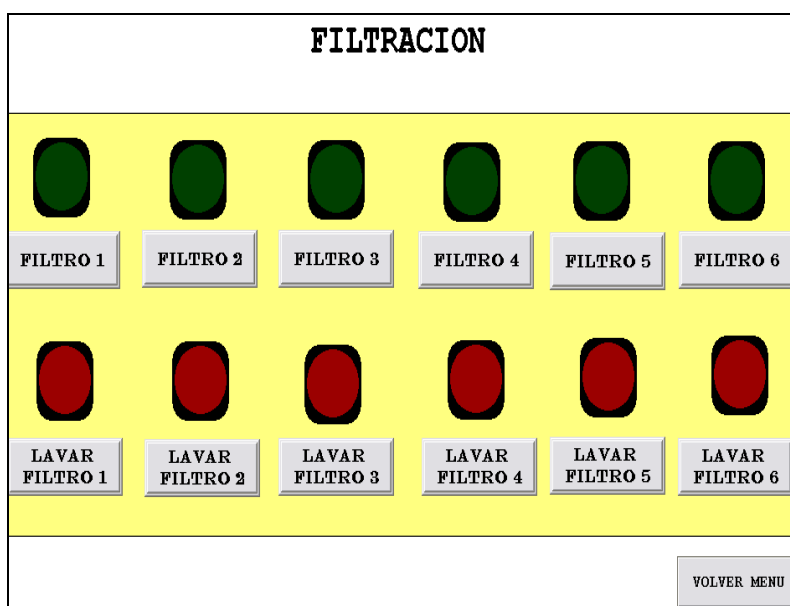 FILTRACION
FILTRO 1
FILTRO 2
FILTRO 3
FILTRO 4
FILTRO 5
FILTRO 6
LAVAR
FILTRO 1
LAVAR
FILTRO 2
LAVAR
FILTRO 3
LAVAR
FILTRO 4
LAVAR
FILTRO 5
LAVAR
FILTRO 6
VOLVER MENU